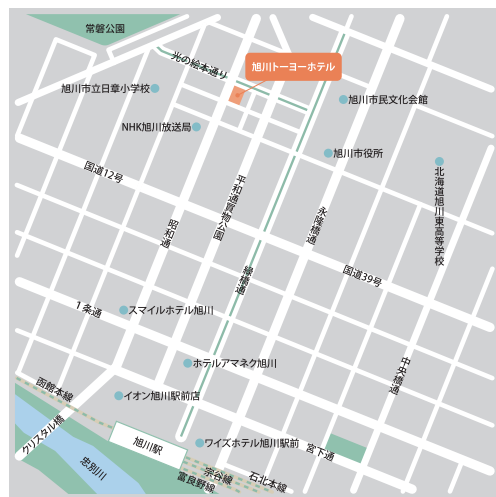 常磐公園
光の絵本通り
旭川トーヨーホテル
旭川市立日章小学校
旭川市民文化会館
NHK旭川放送局
旭川市役所
国道12号
平和通買物公園
北海道旭川東高等学校
昭和通
永隆橋通
緑橋通
国道39号
1条通
スマイルホテル旭川
ホテルアマネク旭川
中央橋通
函館本線
イオン旭川駅前店
クリスタル橋
旭川駅
ワイズホテル旭川駅前
宮下通
忠別川
宗谷線
石北本線
富良野線